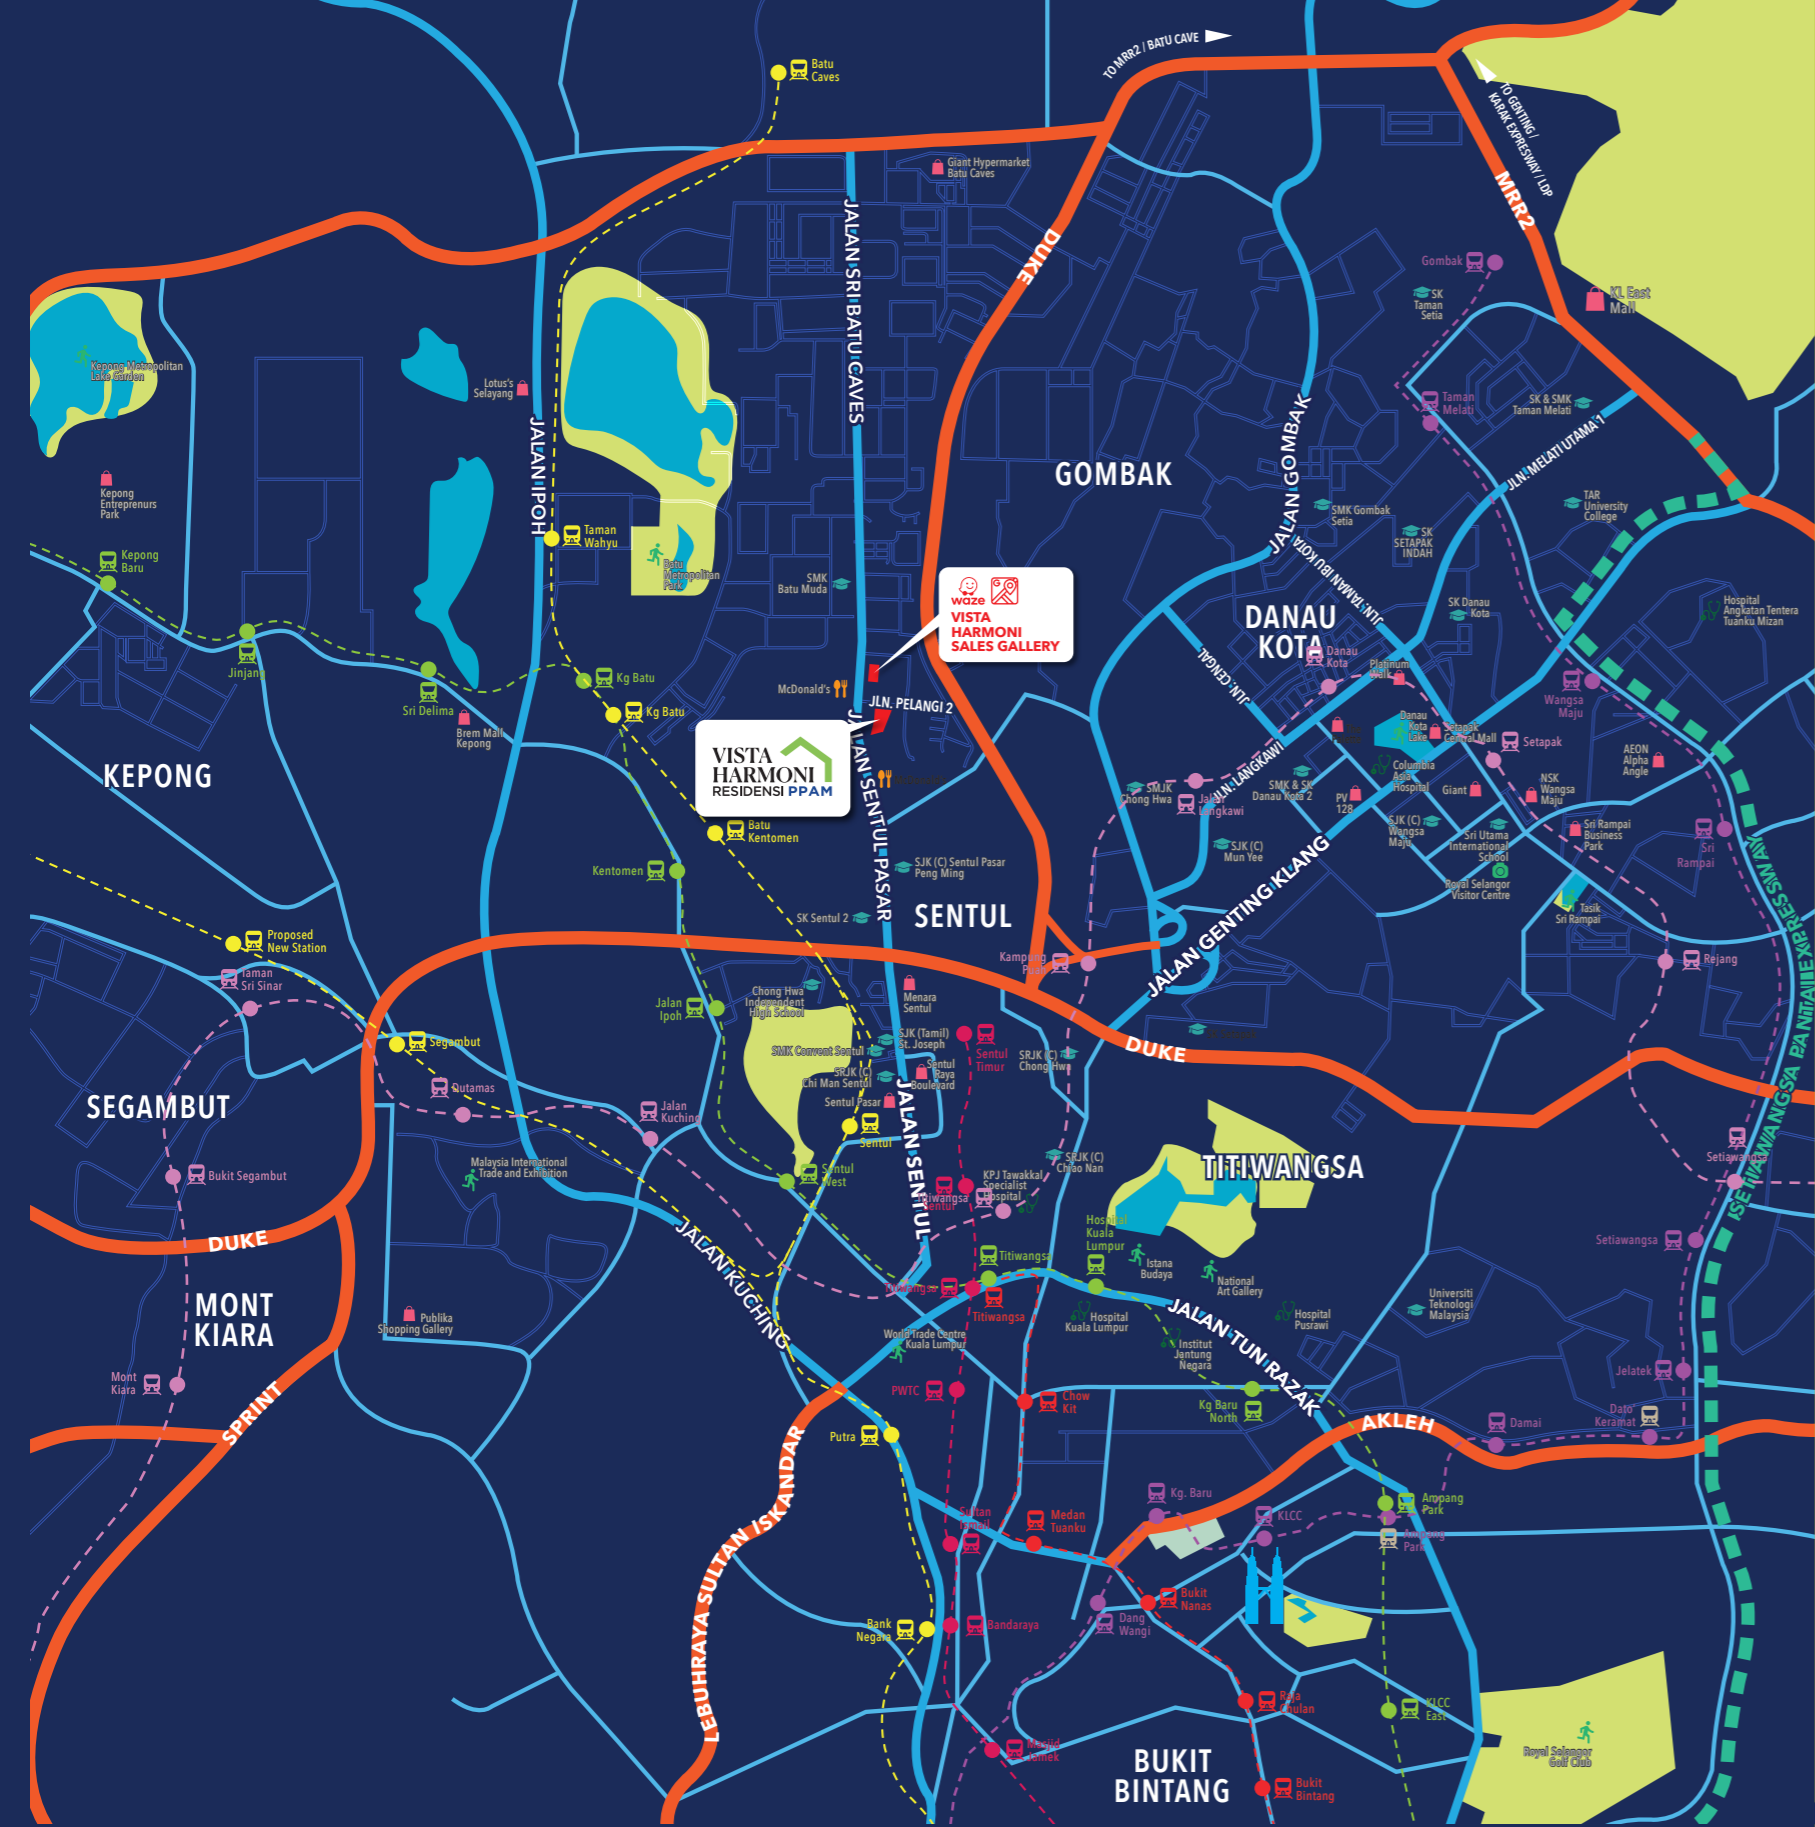 TO MRR2 / BATU CAVE
Batu
Caves
TO GENTING /
KARAK EXPRESWAY / LDP
MRR2
Giant Hypermarket
Batu Caves
JALAN SRI BATU CAVES
DUKE
Gombak
SK
Taman
Setia
KL East
Mall
Kepong Metropolitan
Lake Garden
Lotus's
Selayang
JALAN IPOH
Taman
Melati
SK & SMK
Taman Melati
JLN. MELATI UTAMA 1
JALAN GOMBAK
GOMBAK
Kepong
Entreprenurs
Park
TAR
University
College
SMK Gombak
Setia
SK
SETAPAK
INDAH
Taman
Wahyu
Batu
Metropolitan
Park
Kepong
Baru
SMK
Batu Muda
waze
VISTA
HARMONI
SALES GALLERY
JLN. TAMAN IBU KOTA
DANAU
KOTA
SK Danau
Kota
Hospital
Angkatan Tentera
Tuanku Mizan
Jinjang
Danau
Kota
Platinum
Walk
JLN. CENGAL
Kg Batu
Kg Batu
Sri Delima
McDonald's
JLN. PELANGI 2
Wangsa
Maju
Brem Mall
Kepong
Danau
Kota
Lake
Setapak
Central Mall
Setapak
VISTA
HARMONI
RESIDENSI PPAM
KEPONG
JALAN SENTUL PASAR
JLN. LANGKAWI
AEON
Alpha
Angle
Columbia
Asia
Hospital
SMJK
Chong Hwa
Jalan
Langkawi
SMK & SK
Danau Kota 2
PV
128
Giant
NSK
Wangsa
Maju
Batu
Kentomen
SJK (C)
Wangsa
Maju
Sri Utama
International
School
Sri Rampai
Business
Park
Sri
Rampai
SJK (C)
Mun Yee
Kentomen
SJK (C) Sentul Pasar
Peng Ming
JALAN GENTING KLANG
Royal Selangor
Visitor Centre
Tasik
Sri Rampai
SK Sentul 2
SENTUL
Proposed
New Station
Taman
Sri Sinar
Kampung
Puah
Rejang
Jalan
Ipoh
Chong Hwa
Independent
High School
Menara
Sentul
Segambut
SMK Convent Sentul
SJK (Tamil)
St. Joseph
Sentul
Timur
SRJK (C)
Chong Hwa
DUKE
SRJK (C)
Chi Man Sentul
Sentul
Raya
Boulevard
Dutamas
SEGAMBUT
Jalan
Kuching
Sentul Pasar
Sentul
JALAN SENTUL
Setiawangsa
Malaysia International
Trade and Exhibition
Bukit Segambut
Sentul
West
KPJ Tawakkal
Specialist
Hospital
SRJK (C)
Chiao Nan
TITIWANGSA
Titiwangsa
Sentul
DUKE
JALAN KUCHING
Hospital
Kuala
Lumpur
Titiwangsa
Istana
Budaya
National
Art Gallery
Setiawangsa
Titiwangsa
Titiwangsa
Hospital
Kuala Lumpur
JALAN TUN RAZAK
Hospital
Pusrawi
Universiti
Teknologi
Malaysia
MONT
KIARA
Publika
Shopping Gallery
World Trade Centre
Kuala Lumpur
Institut
Jantung
Negara
Mont
Kiara
SPRINT
PWTC
Chow
Kit
Kg Baru
North
Jelatek
AKLEH
Damai
Dato
Keramat
Putra
LEBUHRAYA SULTAN ISKANDAR
Kg. Baru
Ampang
Park
Sultan
Ismail
Medan
Tuanku
KLCC
Ampang
Park
Bukit
Nanas
Bank
Negara
Bandaraya
Dang
Wangi
Raja
Chulan
KLCC
East
Masjid
Jamek
BUKIT
BINTANG
Bukit
Bintang
Royal Selangor
Golf Club